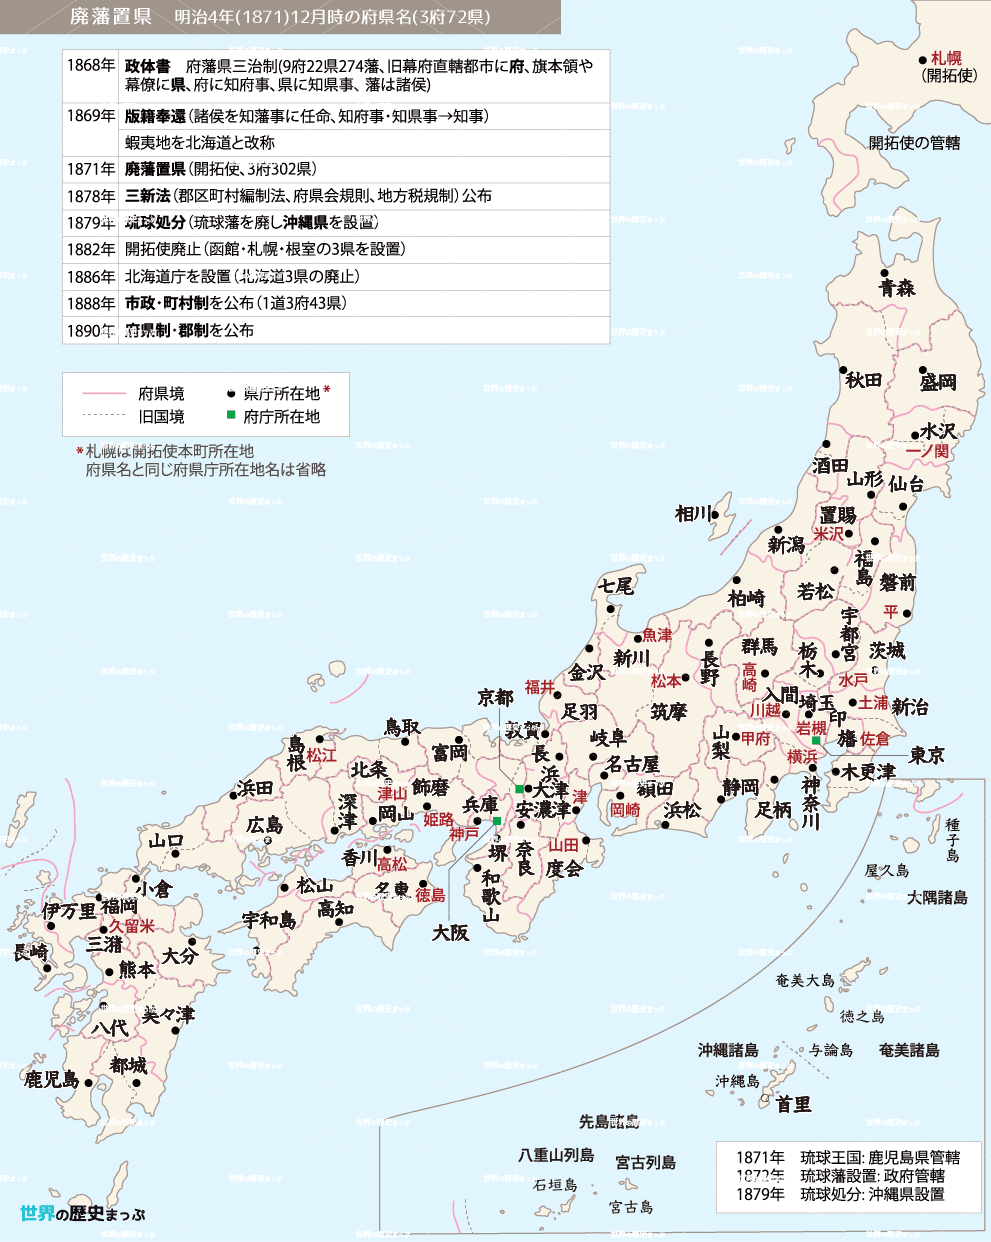 廃藩置県　明治4年(1871)12月時の府県名(3府72県)
1868年 政体書　府藩県三治制(9府22県274藩、旧幕府直轄都市に府、旗本領や
幕僚に県、府に知府事、県に知県事、藩は諸侯)
1869年 版籍奉還（諸侯を知藩事に任命、知府事・知県事→知事）
蝦夷地を北海道と改称
1871年 廃藩置県（開拓使、3府302県）
1878年 三新法（郡区町村編制法、府県会規則、地方税規制）公布
1879年 琉球処分（琉球藩を廃し沖縄県を設置）
1882年 開拓使廃止（函館・札幌・根室の3県を設置）
1886年 北海道庁を設置（北海道3県の廃止）
1888年 市政・町村制を公布（1道3府43県）
1890年 府県制・郡制を公布
府県境 県庁所在地*
旧国境 府庁所在地
*札幌は開拓使本町所在地
府県名と同じ府県庁所在地名は省略
札幌
（開拓使）
開拓使の管轄
青森
秋田
盛岡
水沢
一ノ関
酒田
山形
仙台
相川
置賜
米沢
新潟
福島
若松
磐前
平
七尾
柏崎
宇都宮
魚津
新川
金沢
長野
群馬
栃木
茨城
水戸
高崎
松本
福井
入間
埼玉
川越
土浦
新治
京都
足羽
筑摩
岩槻
印旛
佐倉
鳥取
敦賀
岐阜
山梨
甲府
横浜
東京
島根
松江
富岡
長浜
名古屋
木更津
北条
津山
飾磨
大津
津
額田
静岡
神奈川
浜田
深津
岡山
姫路
兵庫
神戸
安濃津
岡崎
浜松
足柄
広島
山口
香川
高松
堺
奈良
山田
度会
種子島
屋久島
小倉
松山
名東
徳島
和歌山
大隅諸島
伊万里
福岡
久留米
宇和島
高知
大阪
三潴
長崎
大分
熊本
奄美大島
八代
美々津
徳之島
沖縄諸島
与論島
奄美諸島
都城
鹿児島
沖縄島
首里
先島諸島
八重山列島
宮古列島
石垣島
宮古島
1871年　琉球王国: 鹿児島県管轄
1872年　琉球藩設置: 政府管轄
1879年　琉球処分: 沖縄県設置
世界の歴史まっぷ